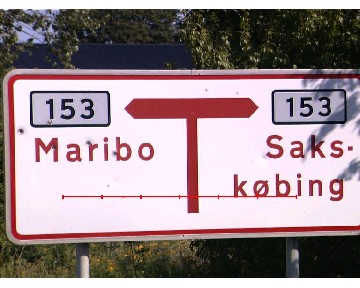 153
Maribo
153
Saks-
købing